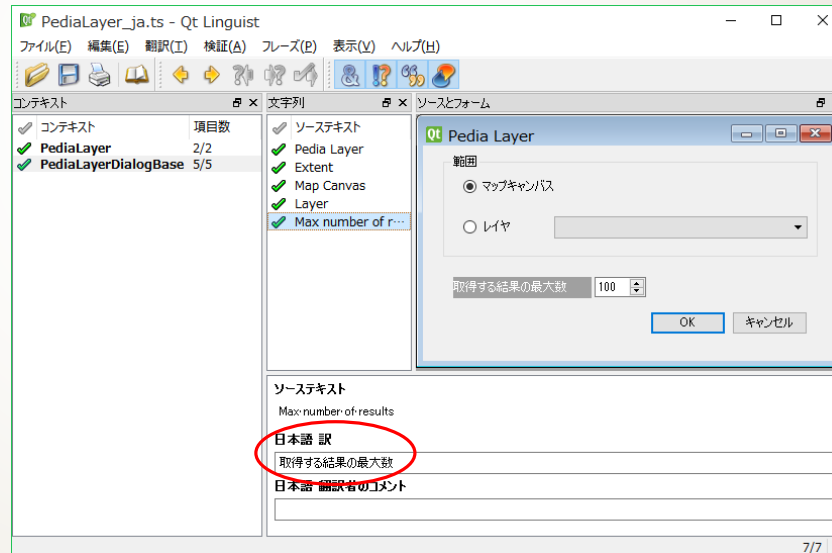 PediaLayer_ja.ts - Qt Linguist
ファイル(F) 編集(E) 翻訳(T) 検証(A) フレーズ(P) 表示(V) ヘルプ(H)
コンテキスト
コンテキスト 項目数
PediaLayer 2/2
PediaLayerDialogBase 5/5
文字列
ソーステキスト
Pedia Layer
Extent
Map Canvas
Layer
Max number of r…
ソースとフォーム
Pedia Layer
範囲
マップキャンバス
レイヤ
取得する結果の最大数 100
OK キャンセル
ソーステキスト
Max·number·of·results
日本語 訳
取得する結果の最大数
日本語 翻訳者のコメント
7/7